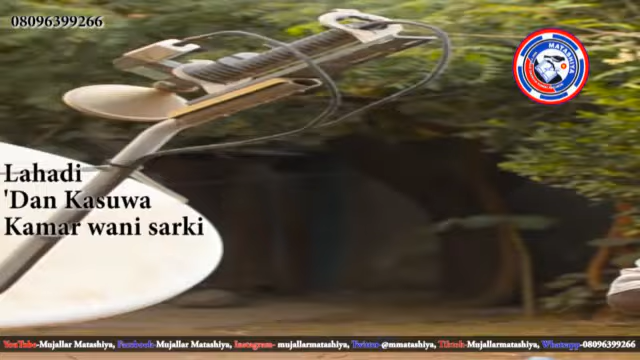 08096399266
MATASHIYA
Lahadi
'Dan Kasuwa
Kamar wani sarki
YouTube-Mujallar Matashiya, Facebook-Mujallar Matashiya, Instagram- mujallarmatashiya, Twitter-@mmatashiya, Tiktok-Mujallarmatashiya, Whatsapp-08096399266